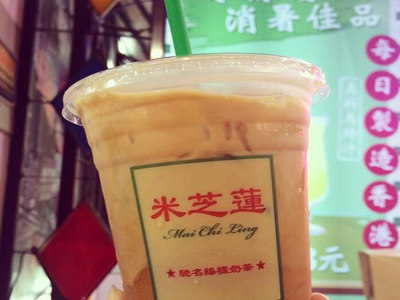 消暑佳品
每日製造香港
米芝蓮
Mai Chi Ling
★ 馳名絲襪奶茶 ★
元